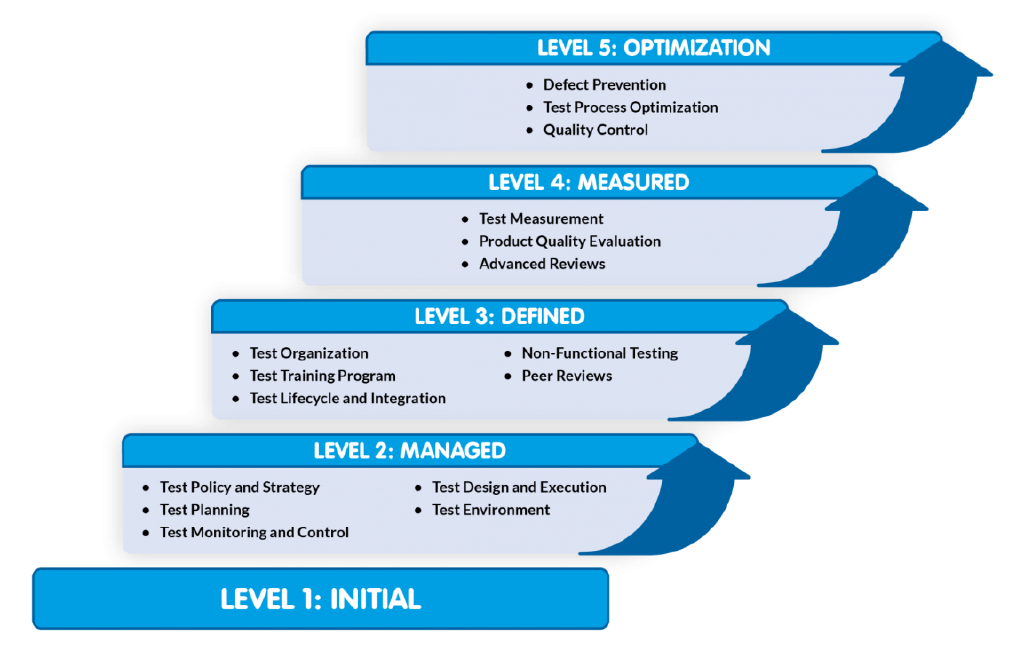 LEVEL 5: OPTIMIZATION
• Defect Prevention
• Test Process Optimization
• Quality Control
LEVEL 4: MEASURED
• Test Measurement
• Product Quality Evaluation
• Advanced Reviews
LEVEL 3: DEFINED
• Test Organization
• Test Training Program
• Test Lifecycle and Integration
• Non-Functional Testing
• Peer Reviews
LEVEL 2: MANAGED
• Test Policy and Strategy
• Test Planning
• Test Monitoring and Control
• Test Design and Execution
• Test Environment
LEVEL 1: INITIAL